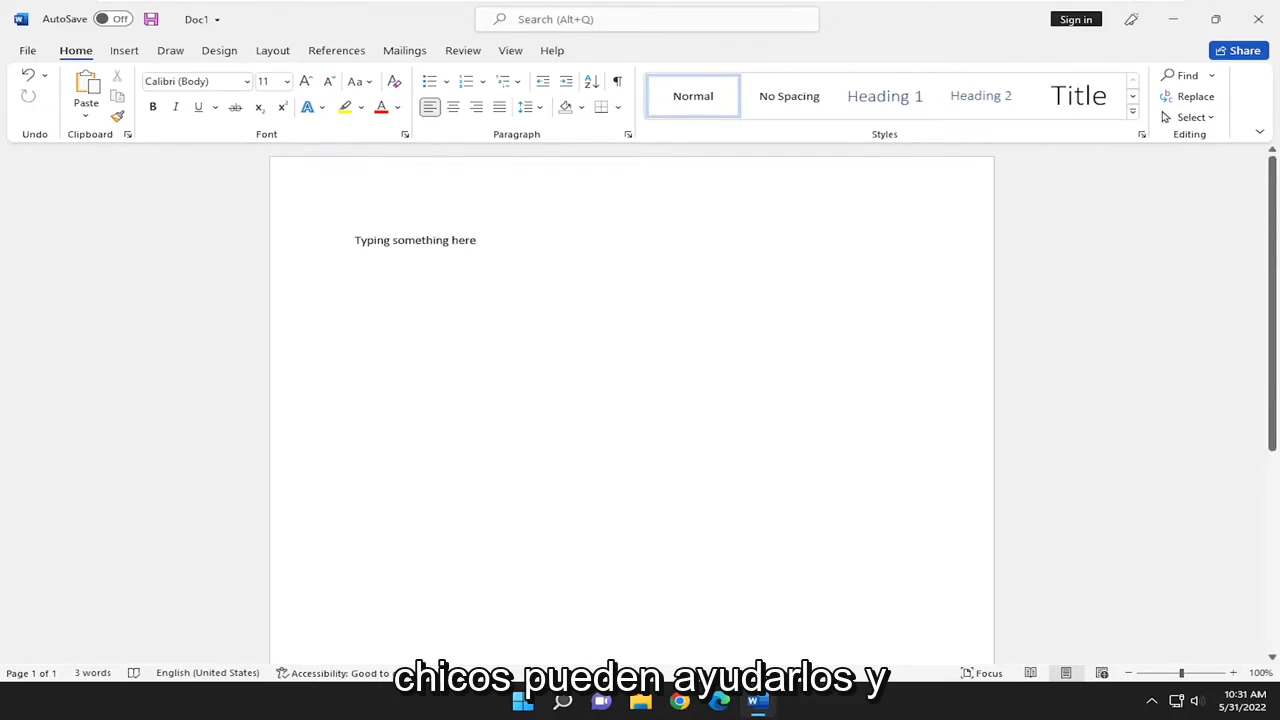 AutoSave Off Doc1 Search (Alt+Q) Sign in
File Home Insert Draw Design Layout References Mailings Review View Help Share
Calibri (Body) 11 Aa Normal No Spacing Heading 1 Heading 2 Title Find
Paste Replace
Select
Undo Clipboard Font Paragraph Styles Editing
Typing something here
Page 1 of 1 3 words English (United States) Accessibility: Good to Focus 100%
chicos pueden ayudarlos y
10:31 AM
5/31/2022